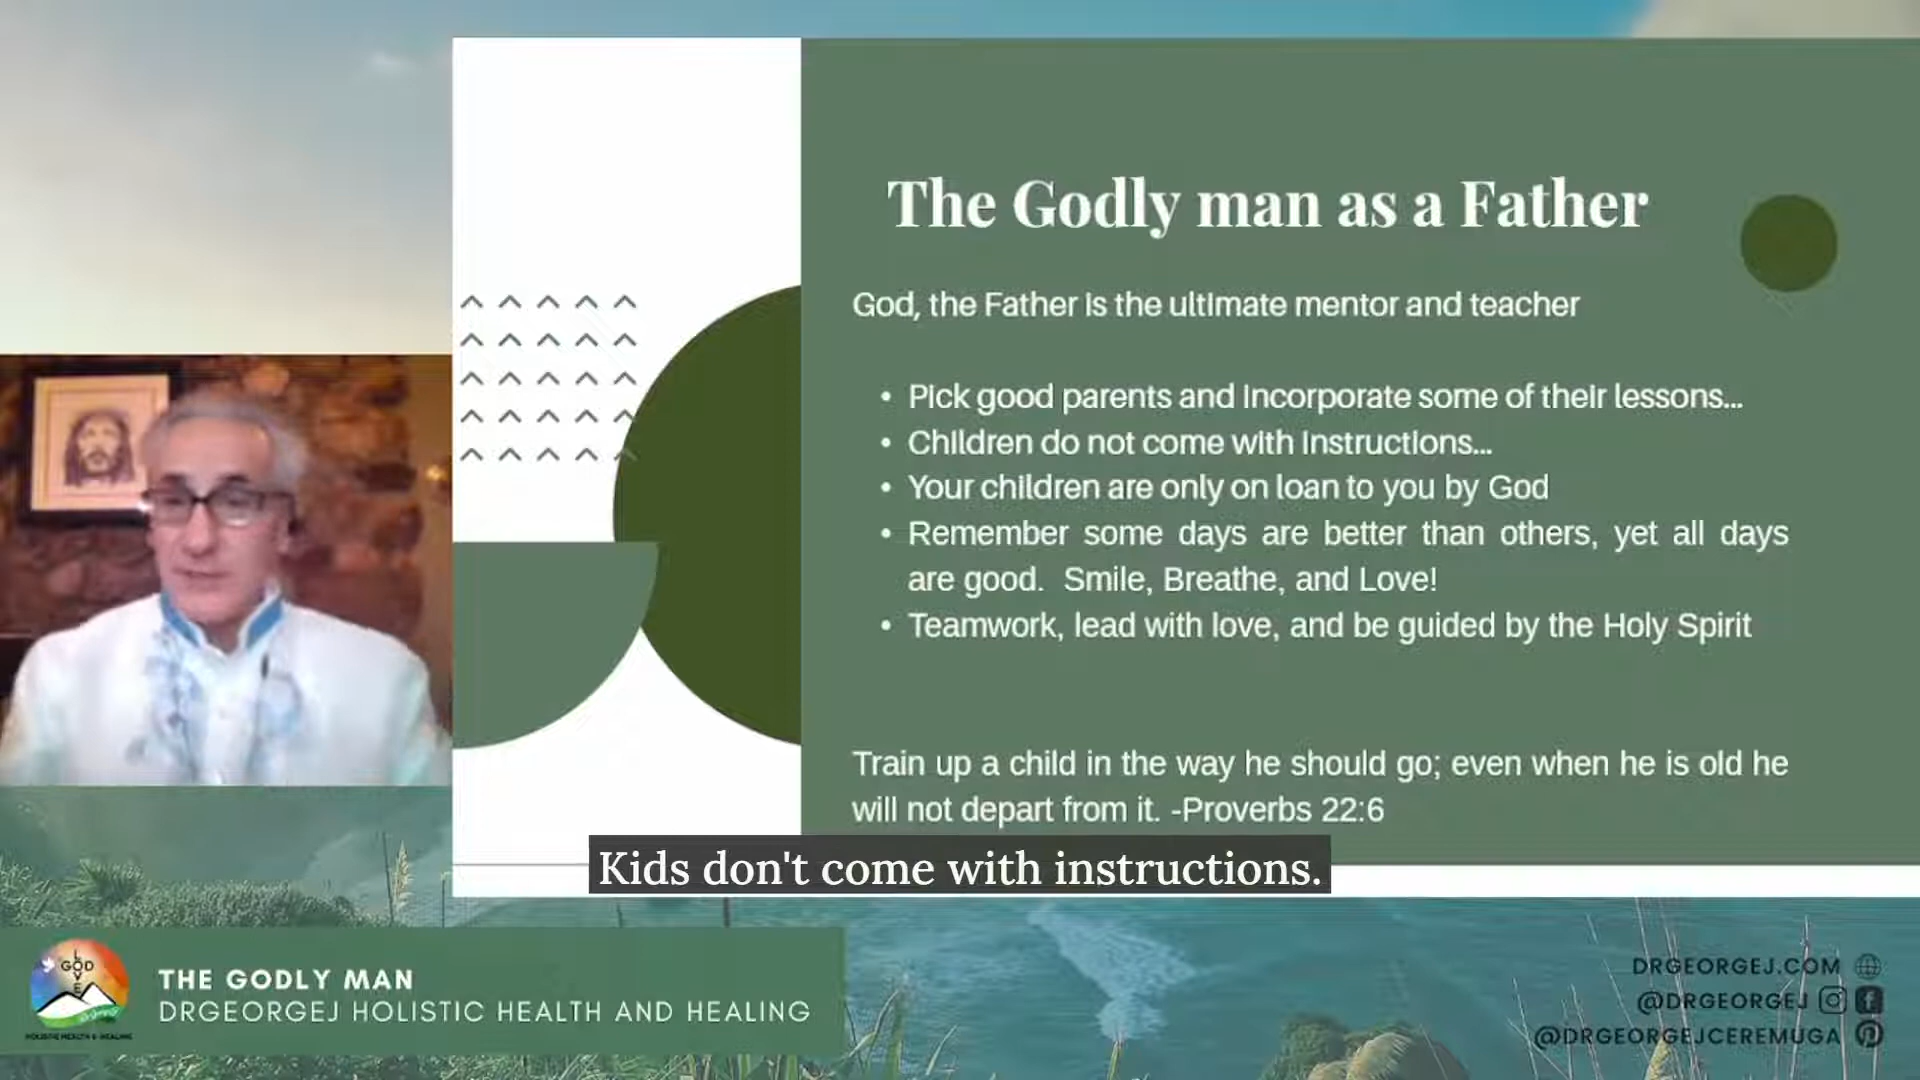 The Godly man as a Father
God, the Father is the ultimate mentor and teacher
• Pick good parents and incorporate some of their lessons...
• Children do not come with instructions...
• Your children are only on loan to you by God
• Remember some days are better than others, yet all days
are good. Smile, Breathe, and Love!
• Teamwork, lead with love, and be guided by the Holy Spirit
Train up a child in the way he should go; even when he is old he
will not depart from it. -Proverbs 22:6
Kids don't come with instructions.
GOD
LOVE
HOLISTIC HEALTH & HEALING
THE GODLY MAN
DRGEORGEJ HOLISTIC HEALTH AND HEALING
DRGEORGEJ.COM
@DRGEORGEJ
@DRGEORGEJCEREMUGA